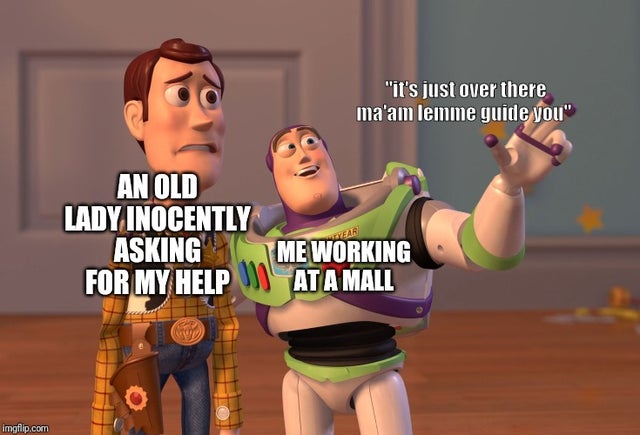 "it's just over there
ma'am lemme guide you"
AN OLD
LADY INOCENTLY
ASKING
FOR MY HELP
ME WORKING
AT A MALL
imgflip.com